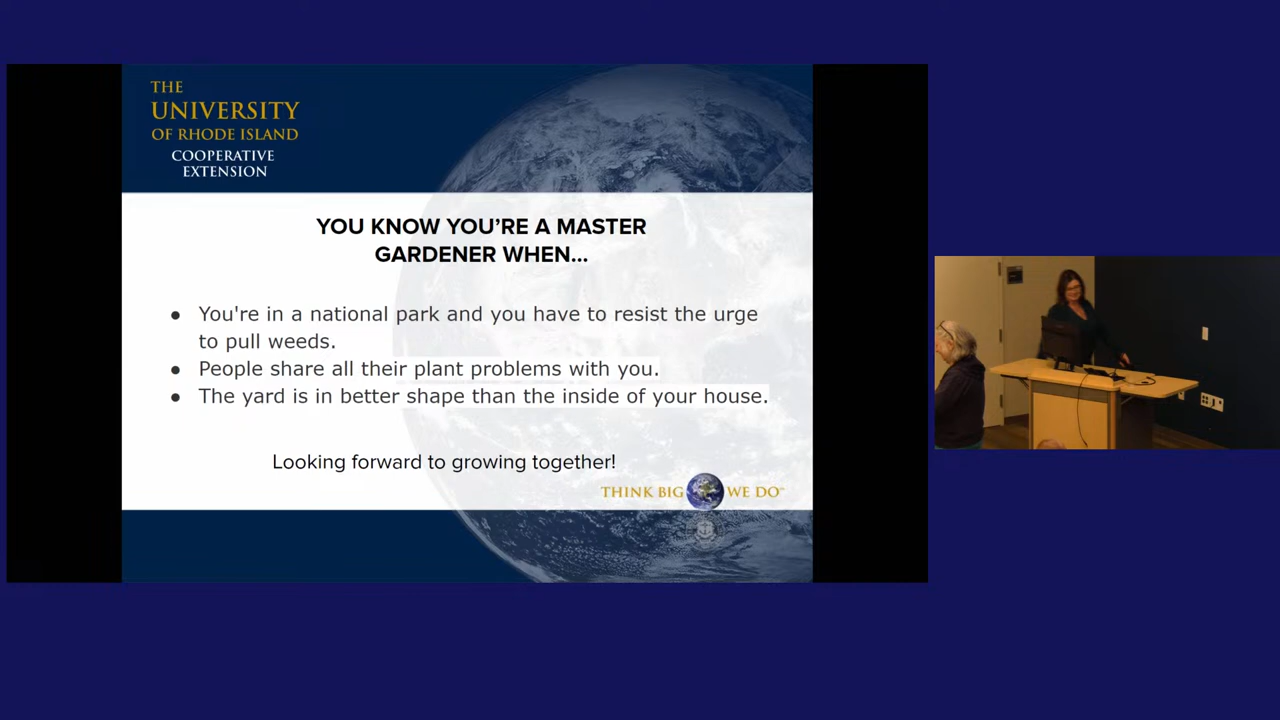 THE
UNIVERSITY
OF RHODE ISLAND
COOPERATIVE
EXTENSION
YOU KNOW YOU’RE A MASTER
GARDENER WHEN...
● You're in a national park and you have to resist the urge
to pull weeds.
● People share all their plant problems with you.
● The yard is in better shape than the inside of your house.
Looking forward to growing together!
THINK BIG WE DO™